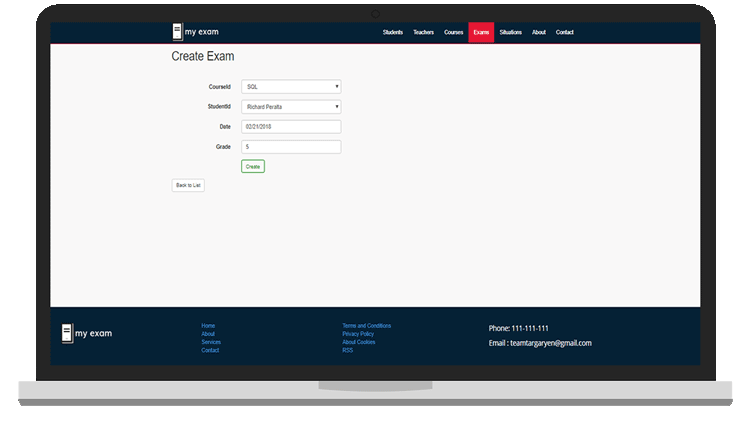 my exam
Students Teachers Courses Exams Situations About Contact
Create Exam
CourseId SQL
StudentId Richard Peralta
Date 02/21/2018
Grade 5
Create
Back to List
my exam
Home
About
Services
Contact
Terms and Conditions
Privacy Policy
About Cookies
RSS
Phone: 111-111-111
Email : teamtargaryen@gmail.com